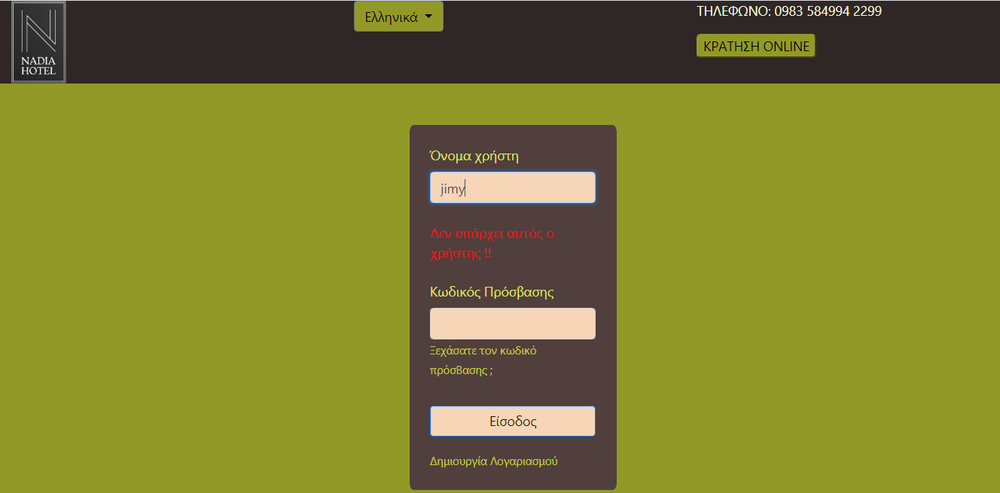 NADIA
HOTEL
Ελληνικά
ΤΗΛΕΦΩΝΟ: 0983 584994 2299
ΚΡΑΤΗΣΗ ONLINE
Όνομα χρήστη
jimy
Δεν υπάρχει αυτός ο
χρήστης !!
Κωδικός Πρόσβασης
Ξεχάσατε τον κωδικό
πρόσβασης ;
Είσοδος
Δημιουργία Λογαριασμού